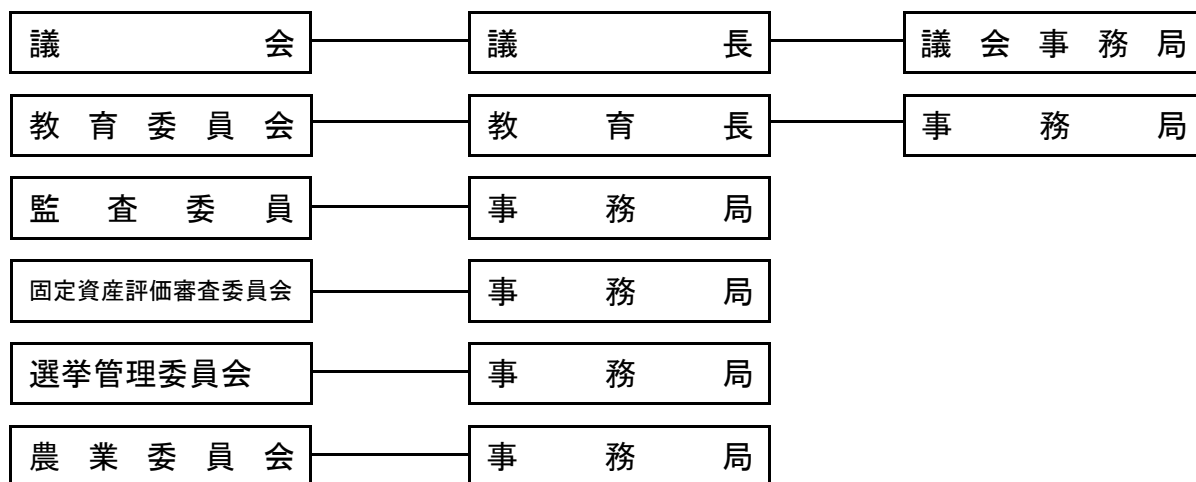 議会 議長 議会事務局
教育委員会 教育長 事務局
監査委員 事務局
固定資産評価審査委員会 事務局
選挙管理委員会 事務局
農業委員会 事務局